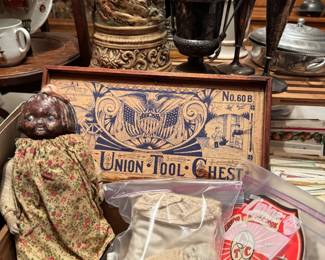 No. 60B
Union · Tool · Chest